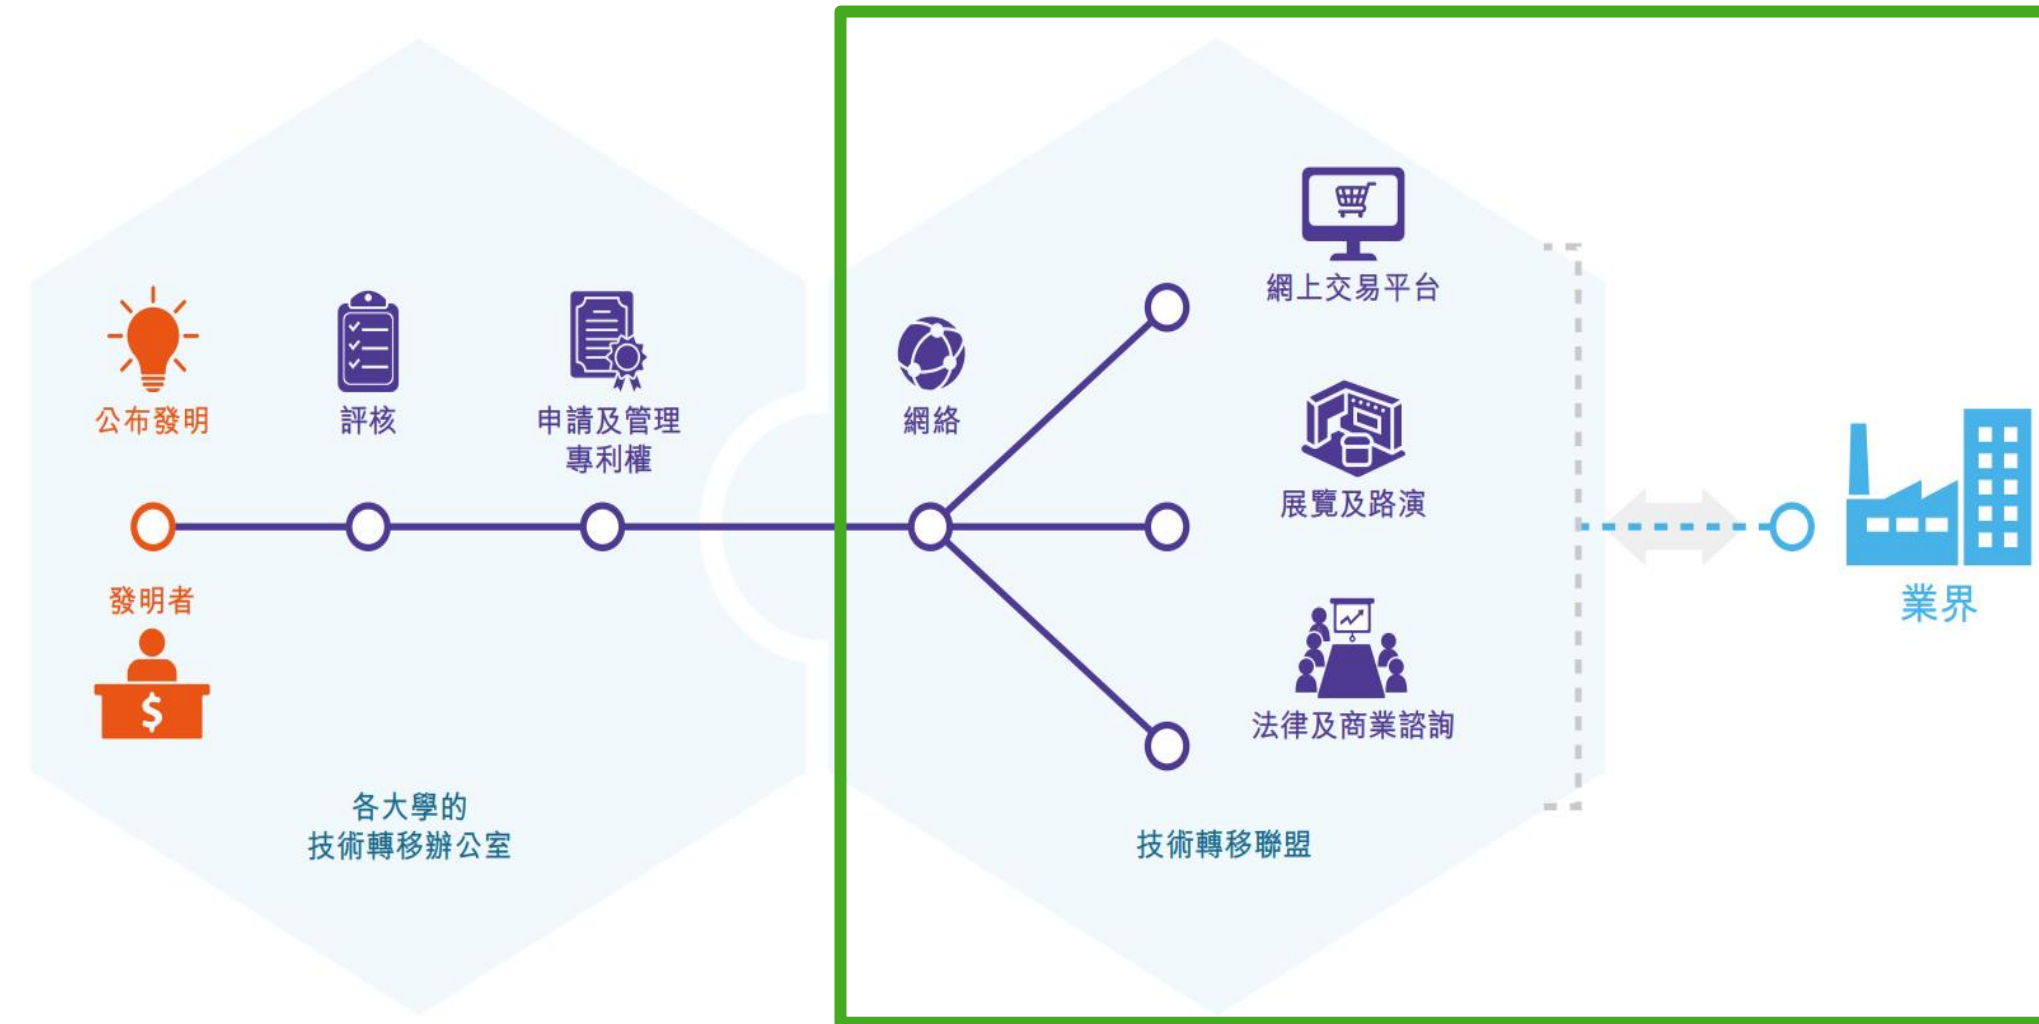 公布發明
評核
申請及管理
專利權
發明者
$
各大學的
技術轉移辦公室
網絡
網上交易平台
展覽及路演
法律及商業諮詢
技術轉移聯盟
業界